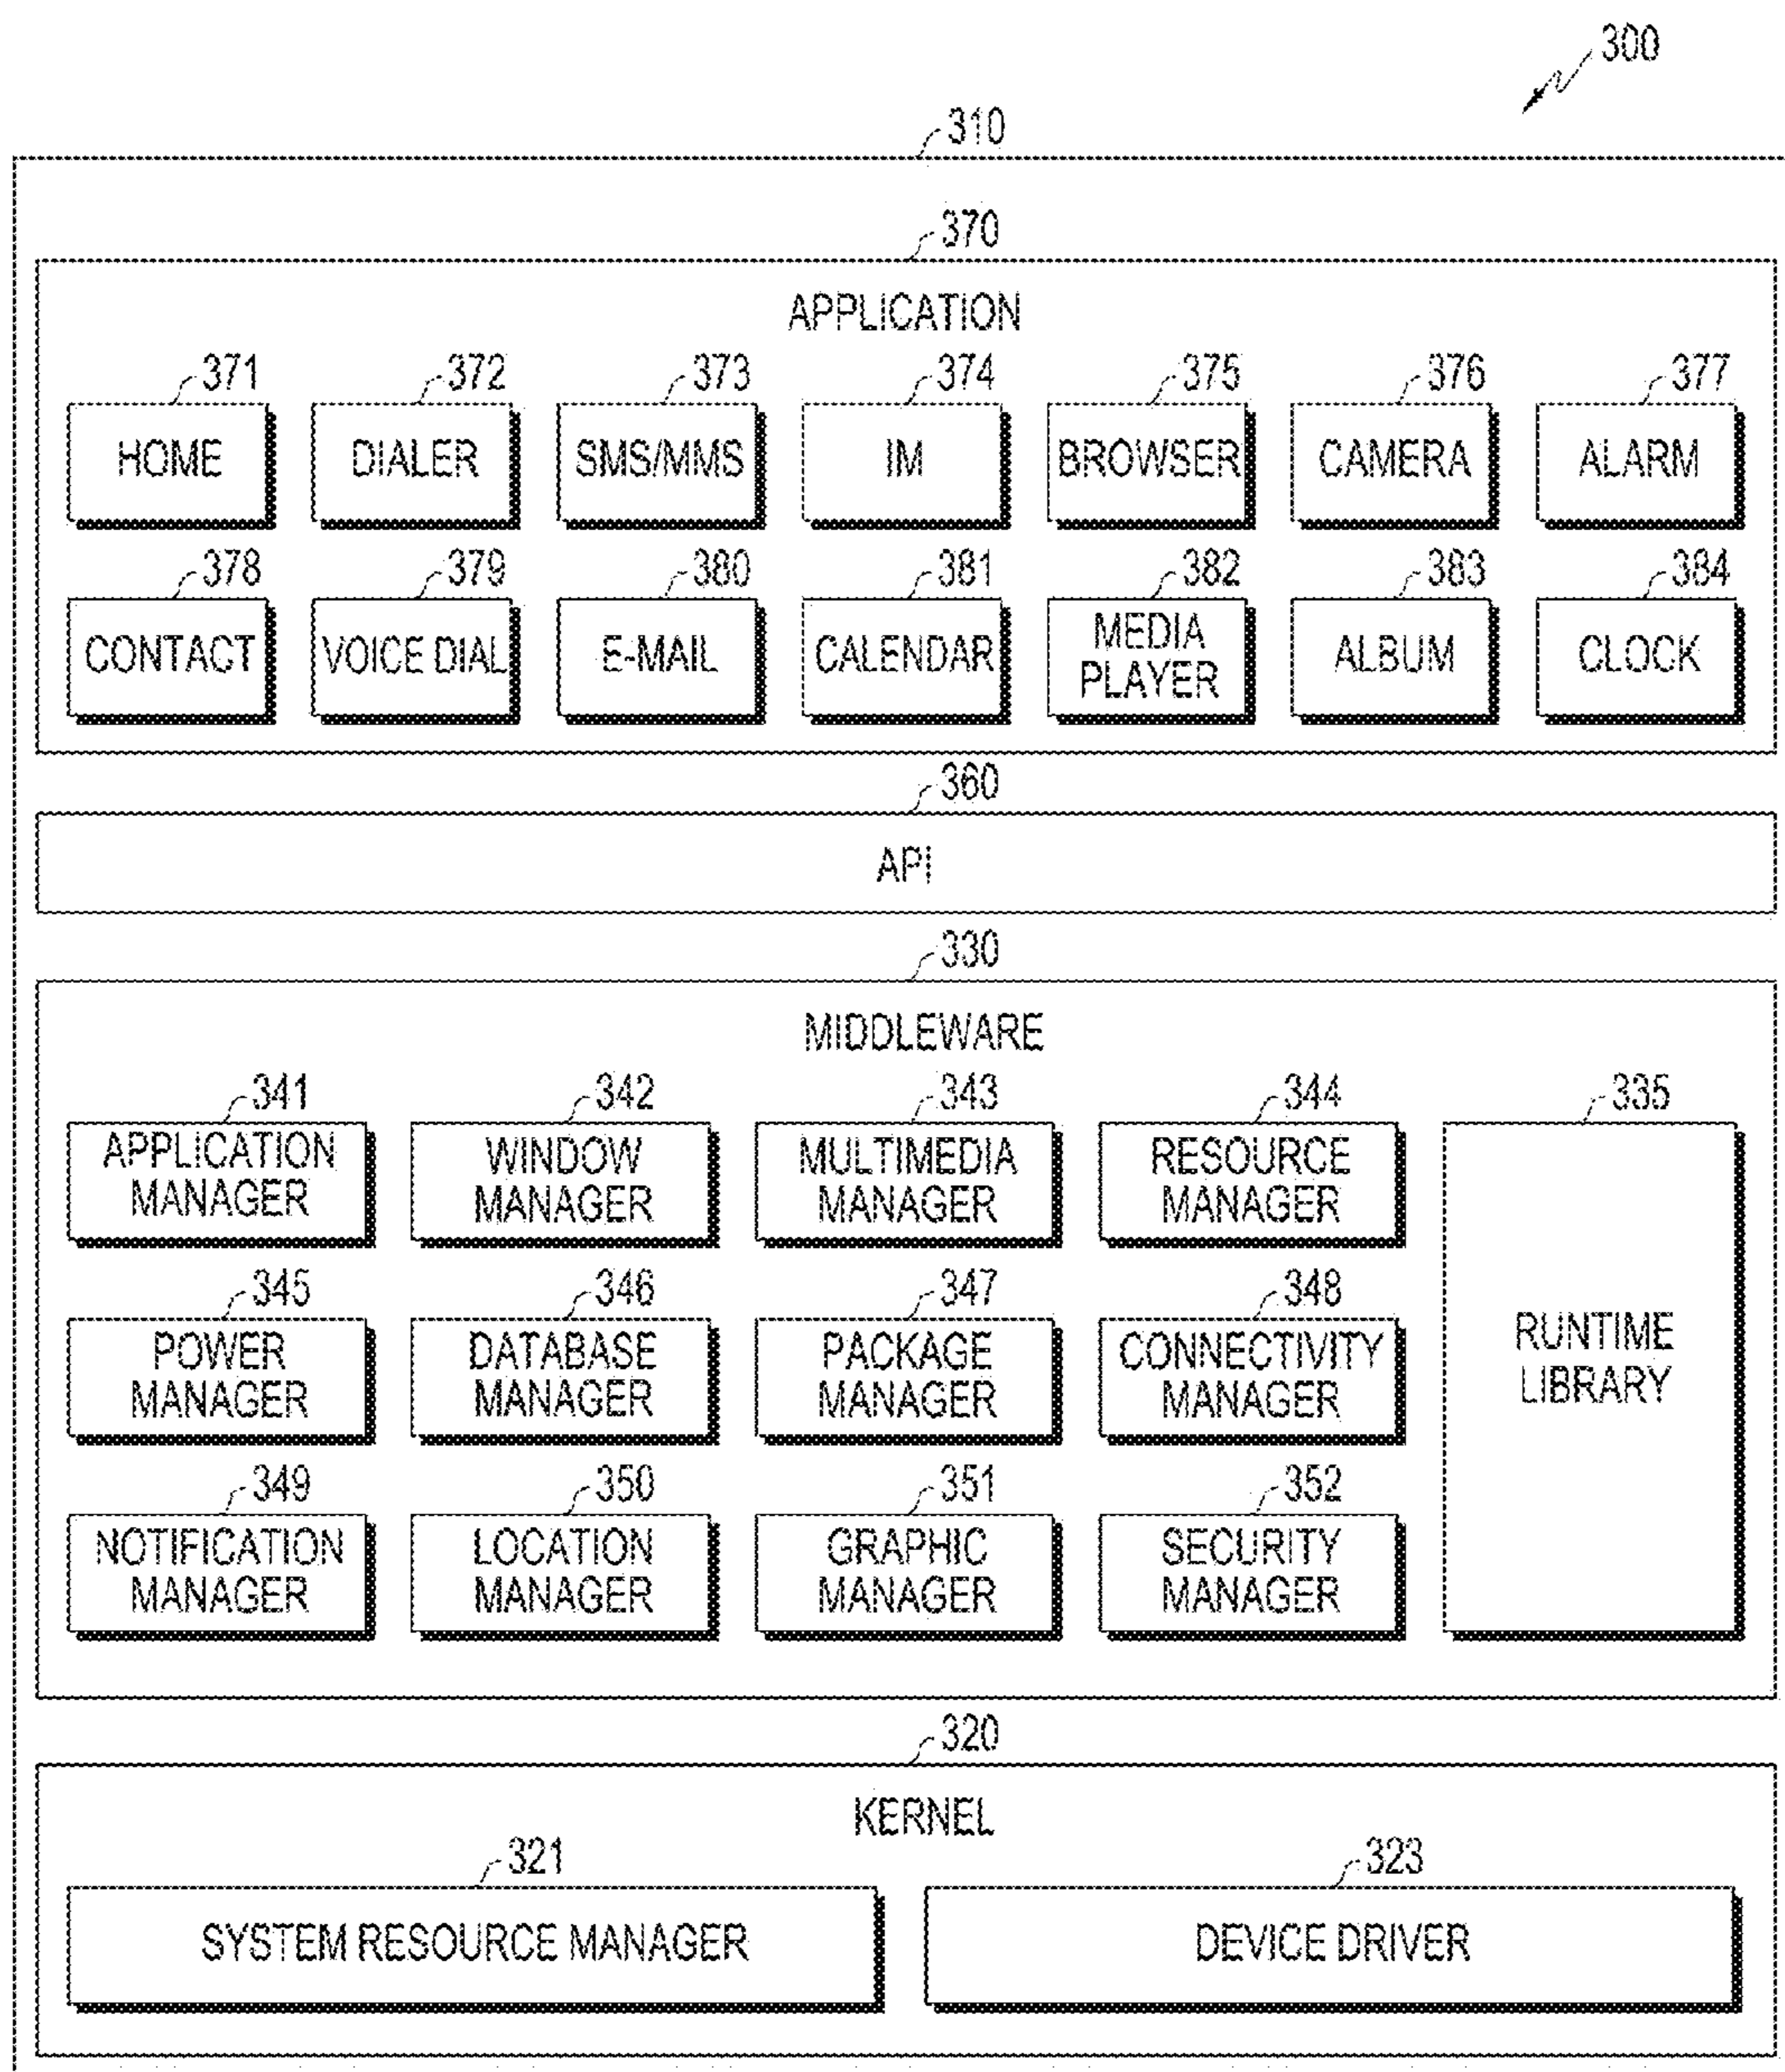 300
310
370
APPLICATION
371 372 373 374 375 376 377
HOME DIALER SMS/MMS IM BROWSER CAMERA ALARM
378 379 380 381 382 383 384
CONTACT VOICE DIAL E-MAIL CALENDAR MEDIA PLAYER ALBUM CLOCK
360
API
330
MIDDLEWARE
341 342 343 344 335
APPLICATION MANAGER
WINDOW MANAGER
MULTIMEDIA MANAGER
RESOURCE MANAGER
345 346 347 348
POWER MANAGER
DATABASE MANAGER
PACKAGE MANAGER
CONNECTIVITY MANAGER
RUNTIME LIBRARY
349 350 351 352
NOTIFICATION MANAGER
LOCATION MANAGER
GRAPHIC MANAGER
SECURITY MANAGER
320
KERNEL
321 323
SYSTEM RESOURCE MANAGER DEVICE DRIVER